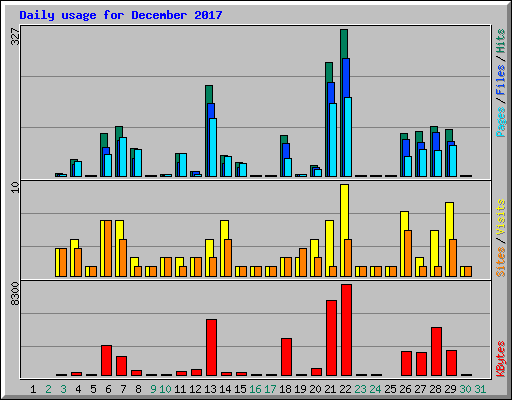 Daily usage for December 2017
327
Pages / Files / Hits
10
Sites / Visits
8300
KBytes
1 2 3 4 5 6 7 8 9 10 11 12 13 14 15 16 17 18 19 20 21 22 23 24 25 26 27 28 29 30 31